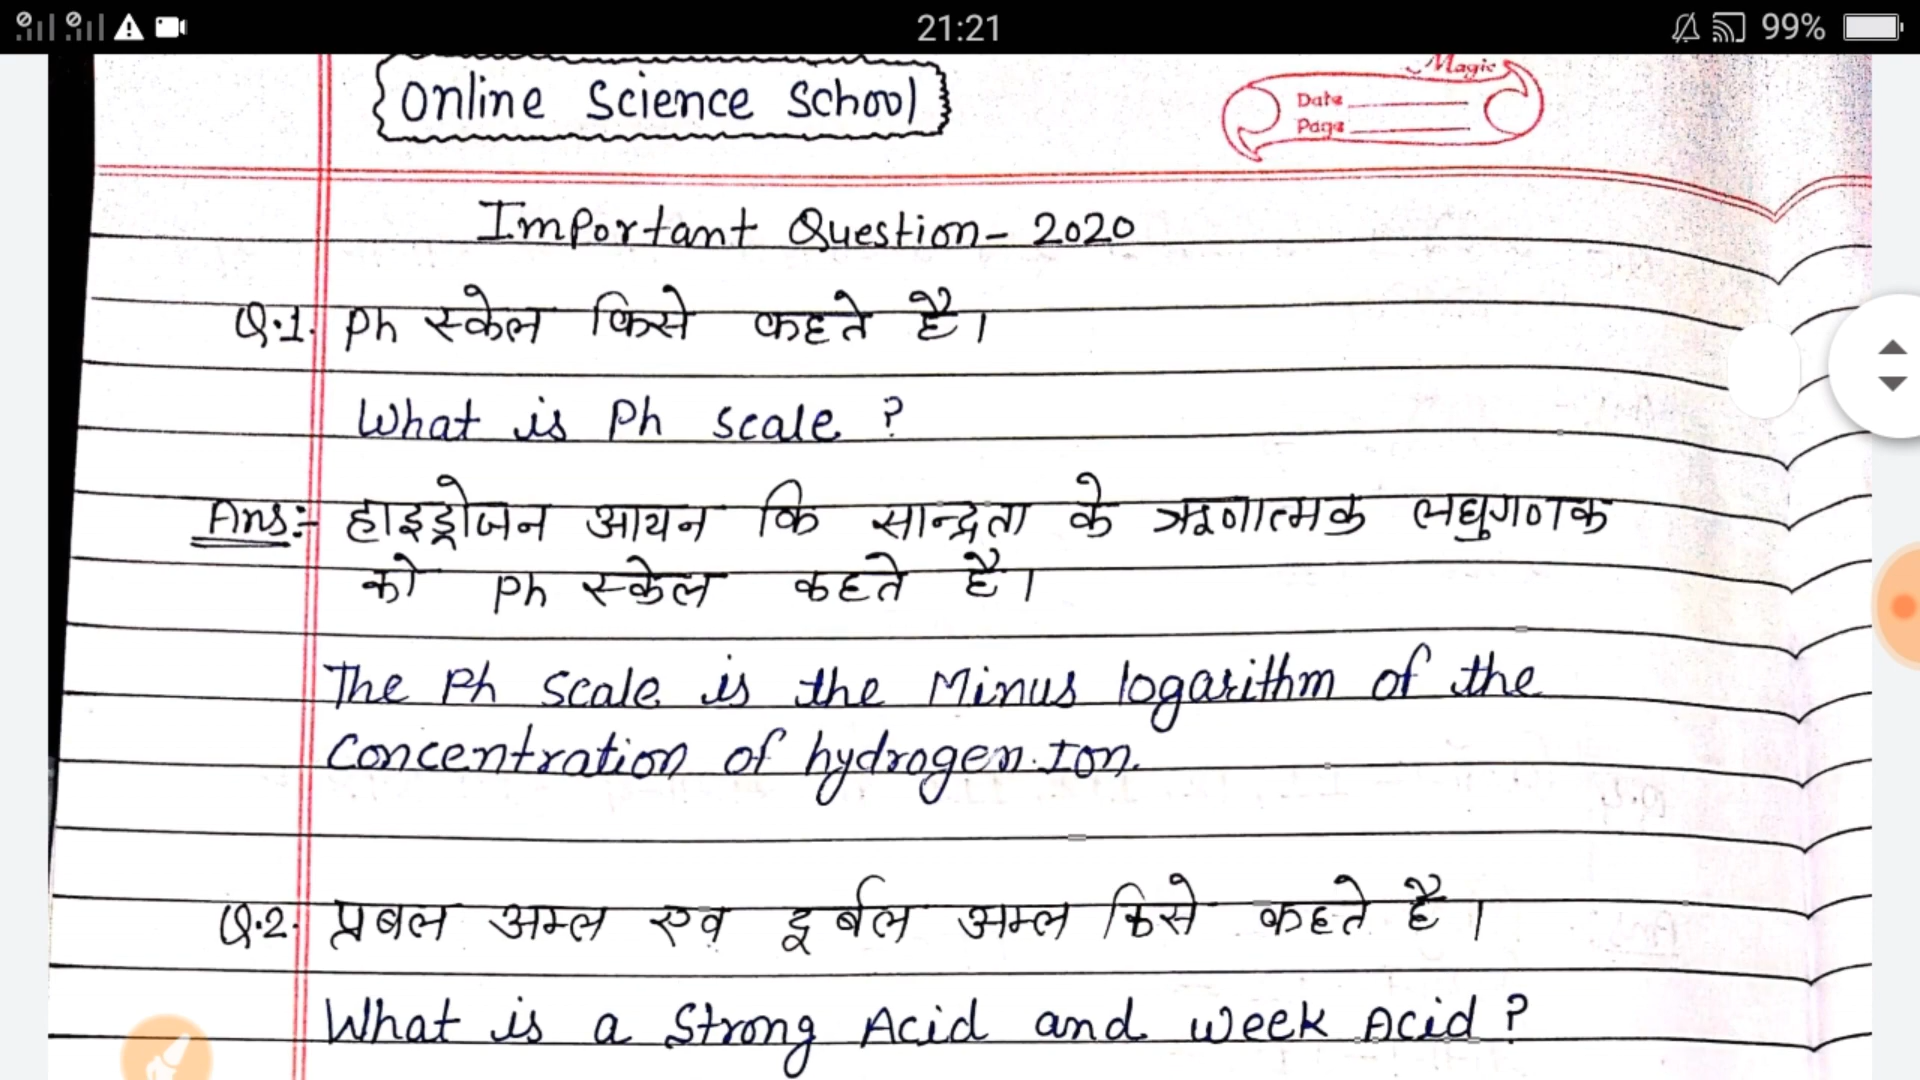 21:21
99%
Online Science School
Magic
Date
Page
Important Question- 2020
Q.1. Ph स्केल किसे कहते है।
What is Ph scale ?
Ans:- हाइड्रोजन आयन कि सान्द्रता के ऋणात्मक लघुगणक
को Ph स्केल कहते है।
The Ph scale is the Minus logarithm of the
Concentration of hydrogen Ion.
Q.2. प्रबल अम्ल एव दूर्बल अम्ल किसे कहते है।
What is a Strong Acid and week Acid ?